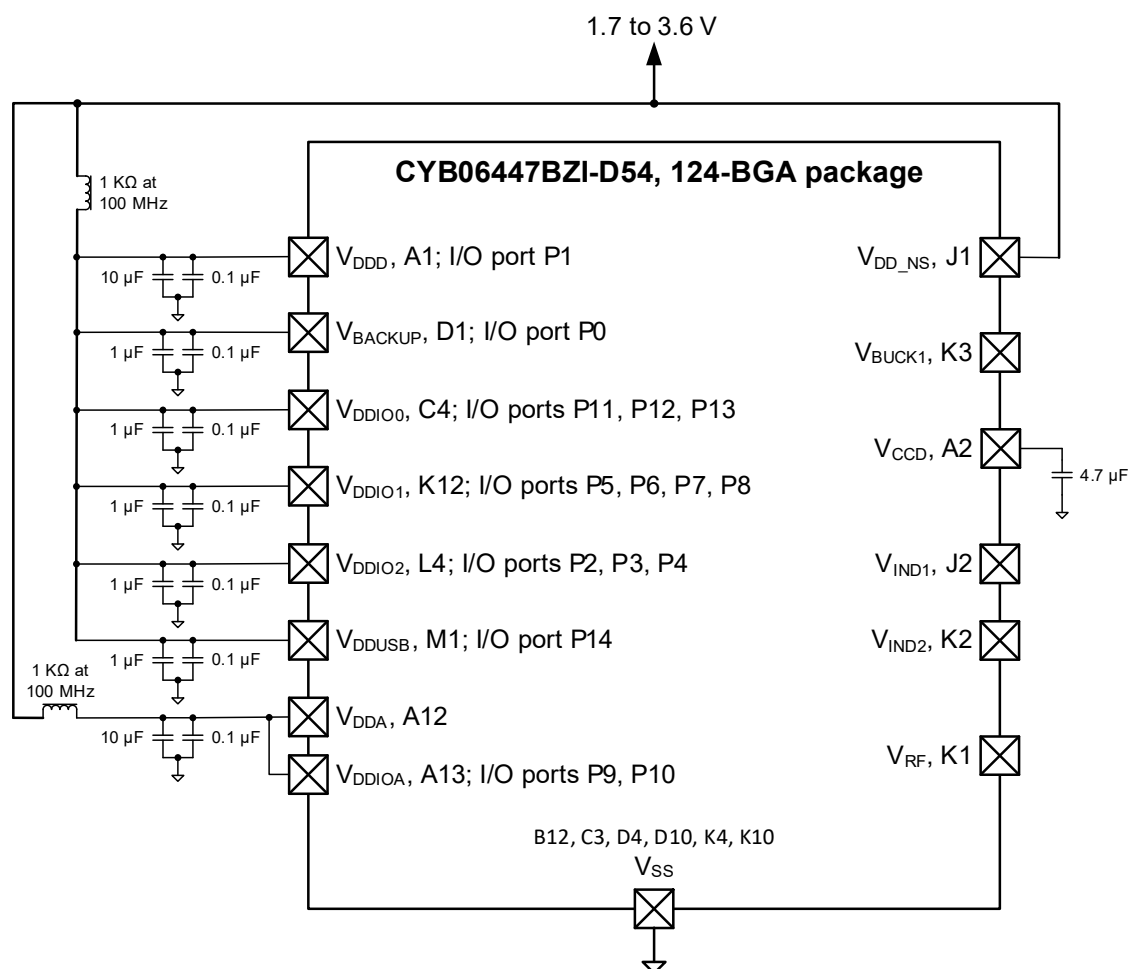 1.7 to 3.6 V
CYB06447BZI-D54, 124-BGA package
1 KΩ at
100 MHz
10 µF
0.1 µF
VDDD, A1; I/O port P1
VDD_NS, J1
1 µF
0.1 µF
VBACKUP, D1; I/O port P0
VBUCK1, K3
1 µF
0.1 µF
VDDIO0, C4; I/O ports P11, P12, P13
VCCD, A2
4.7 µF
1 µF
0.1 µF
VDDIO1, K12; I/O ports P5, P6, P7, P8
1 µF
0.1 µF
VDDIO2, L4; I/O ports P2, P3, P4
VIND1, J2
1 µF
0.1 µF
VDDUSB, M1; I/O port P14
VIND2, K2
1 KΩ at
100 MHz
10 µF
0.1 µF
VDDA, A12
VDDIOA, A13; I/O ports P9, P10
VRF, K1
B12, C3, D4, D10, K4, K10
VSS